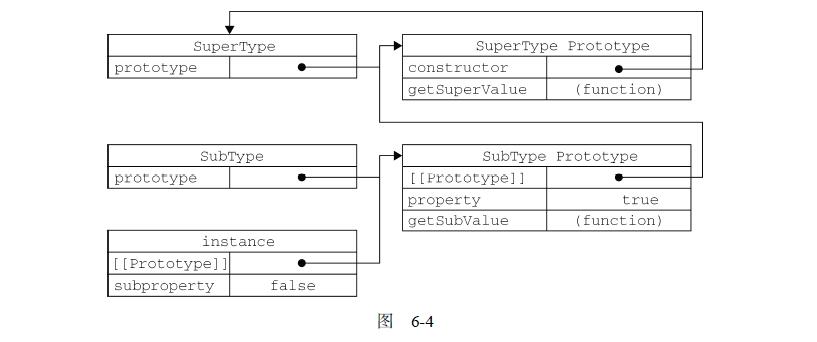 SuperType
prototype
SuperType Prototype
constructor
getSuperValue (function)
SubType
prototype
SubType Prototype
[[Prototype]]
property true
getSubValue (function)
instance
[[Prototype]]
subproperty false
图 6-4